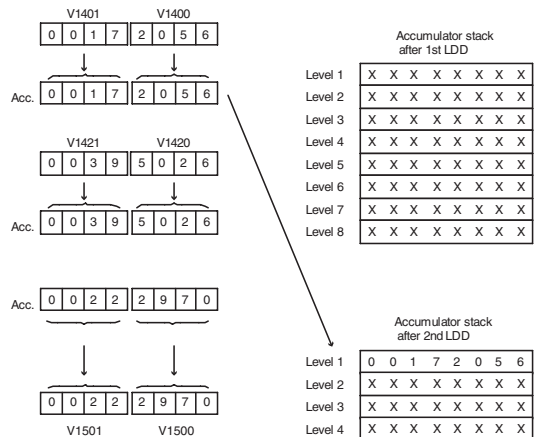 V1401 V1400
0 0 1 7 2 0 5 6
Acc. 0 0 1 7 2 0 5 6
V1421 V1420
0 0 3 9 5 0 2 6
Acc. 0 0 3 9 5 0 2 6
Acc. 0 0 2 2 2 9 7 0
0 0 2 2 2 9 7 0
V1501 V1500
Accumulator stack
after 1st LDD
Level 1 X X X X X X X X
Level 2 X X X X X X X X
Level 3 X X X X X X X X
Level 4 X X X X X X X X
Level 5 X X X X X X X X
Level 6 X X X X X X X X
Level 7 X X X X X X X X
Level 8 X X X X X X X X
Accumulator stack
after 2nd LDD
Level 1 0 0 1 7 2 0 5 6
Level 2 X X X X X X X X
Level 3 X X X X X X X X
Level 4 X X X X X X X X